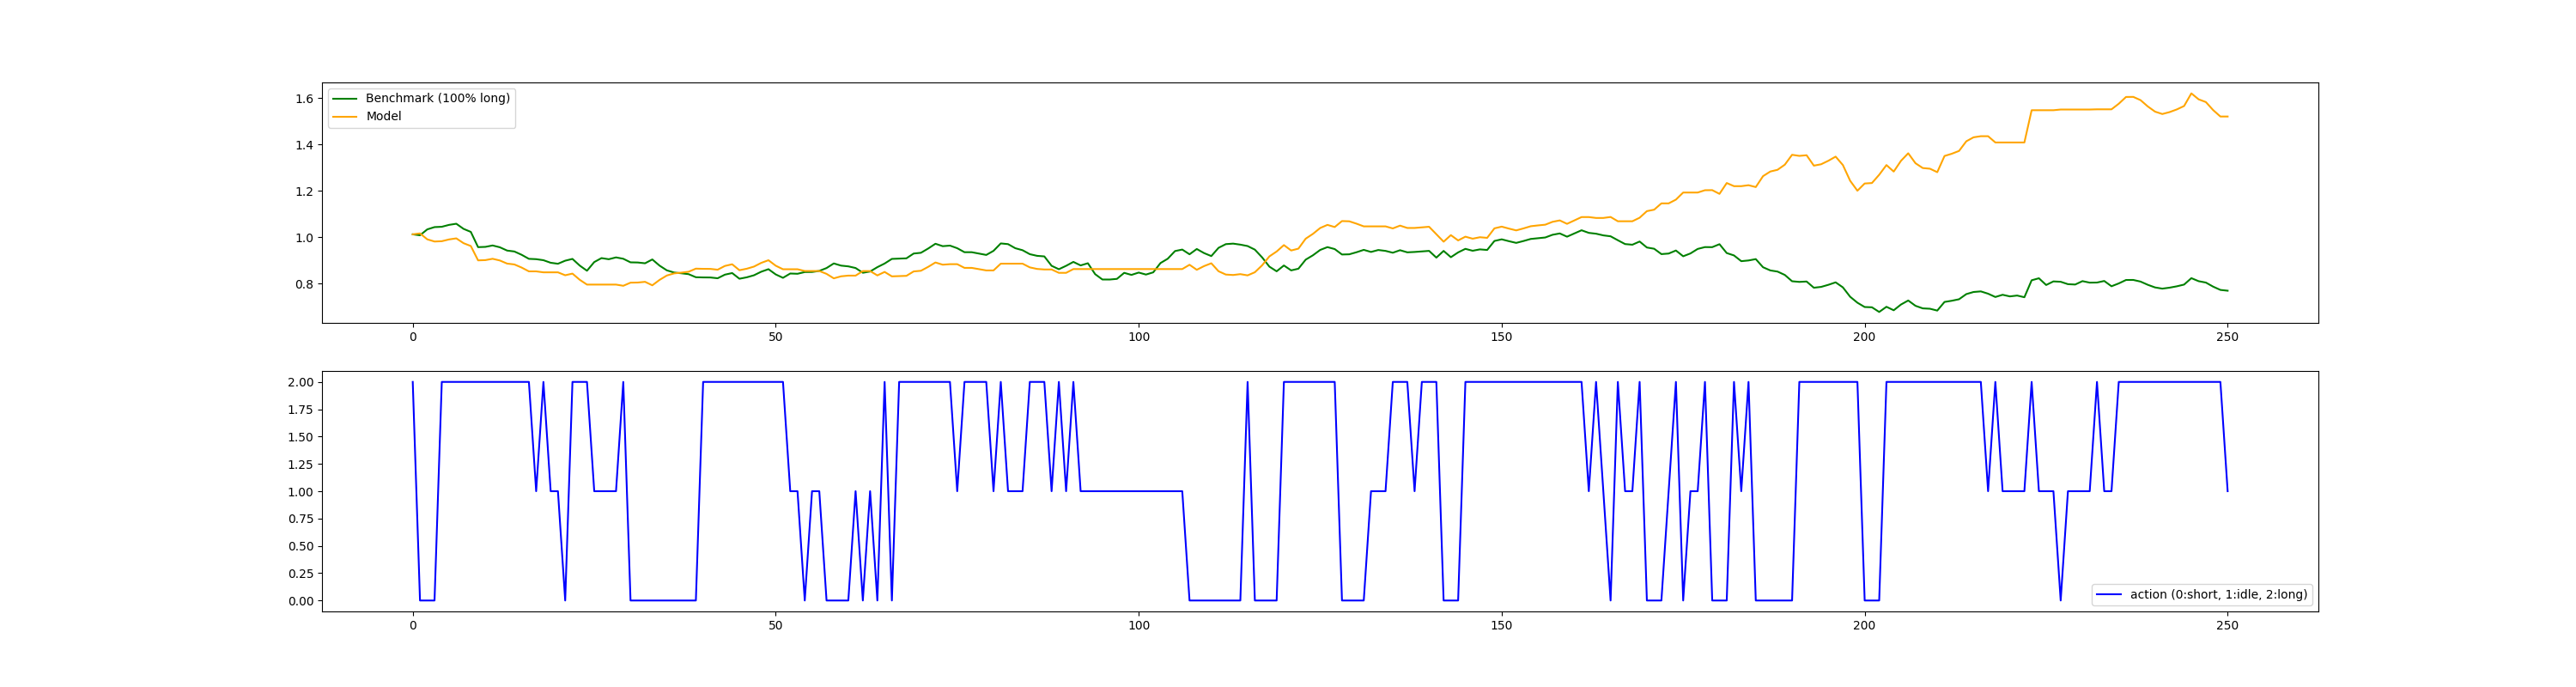 Benchmark (100% long)
Model
1.6
1.4
1.2
1.0
0.8
0 50 100 150 200 250
2.00
1.75
1.50
1.25
1.00
0.75
0.50
0.25
0.00
action (0:short, 1:idle, 2:long)
0 50 100 150 200 250